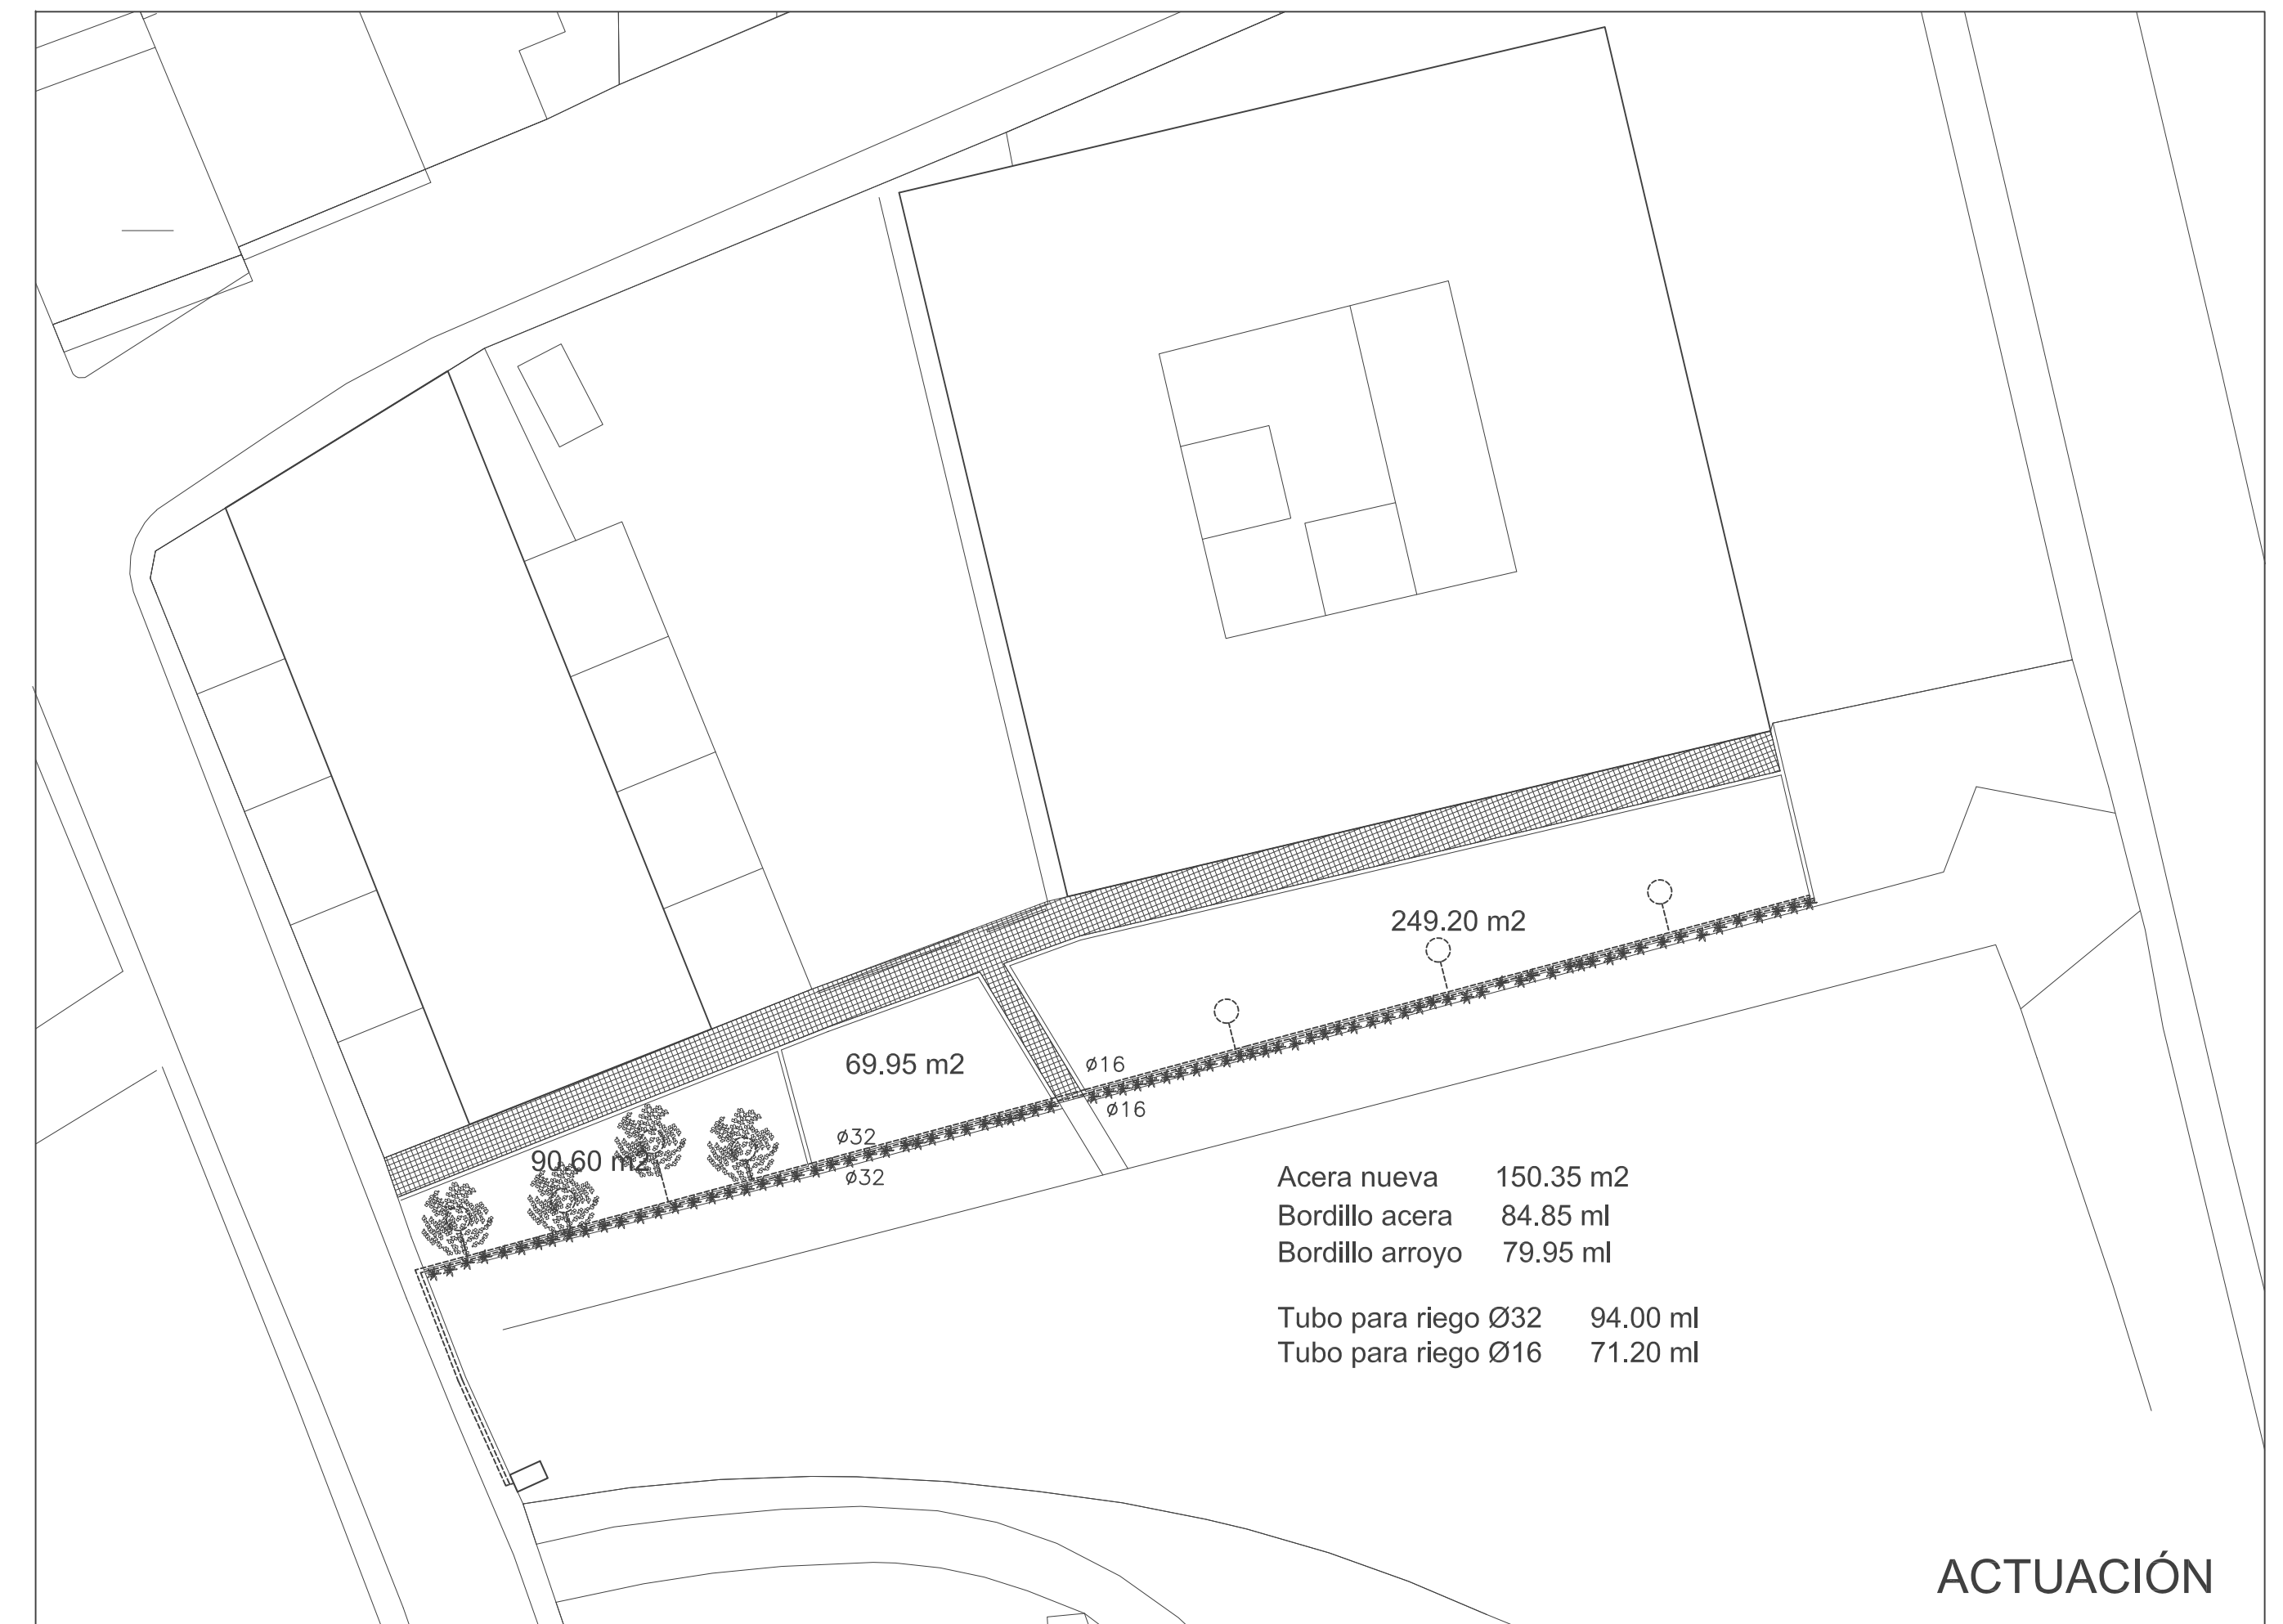 249.20 m2
69.95 m2
ø16
ø16
ø32
90.60 m2
ø32
Acera nueva 150.35 m2
Bordillo acera 84.85 ml
Bordillo arroyo 79.95 ml
Tubo para riego Ø32 94.00 ml
Tubo para riego Ø16 71.20 ml
ACTUACIÓN